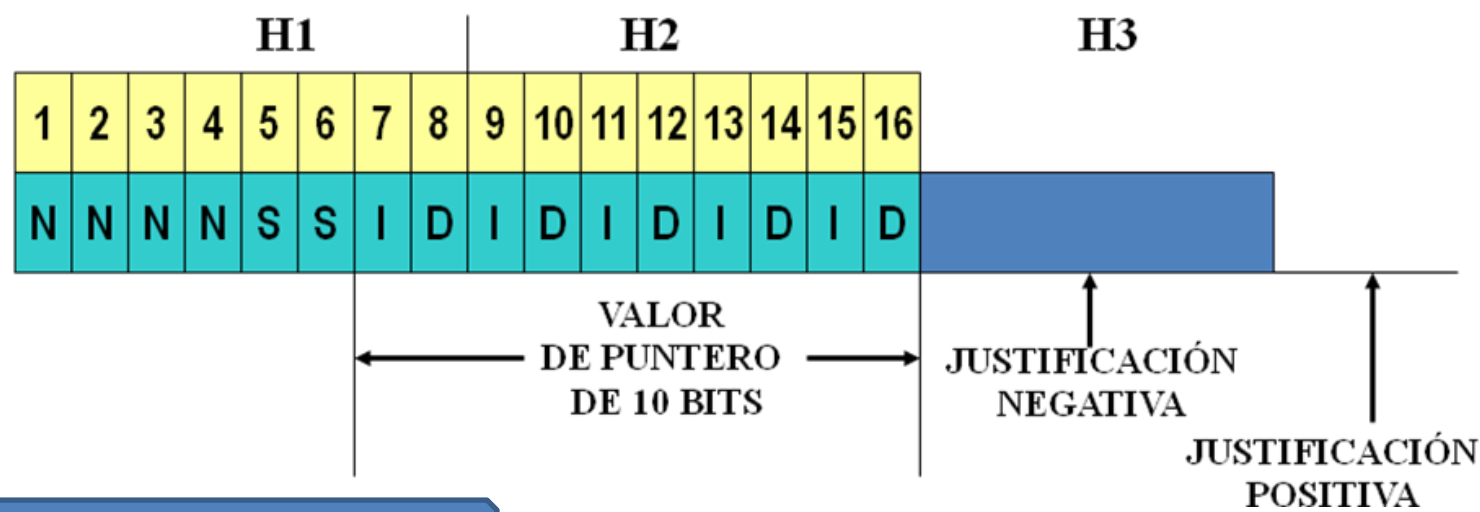 H1 H2 H3
1 2 3 4 5 6 7 8 9 10 11 12 13 14 15 16
N N N N S S I D I D I D I D I D
VALOR
DE PUNTERO
DE 10 BITS
JUSTIFICACIÓN
NEGATIVA
JUSTIFICACIÓN
POSITIVA